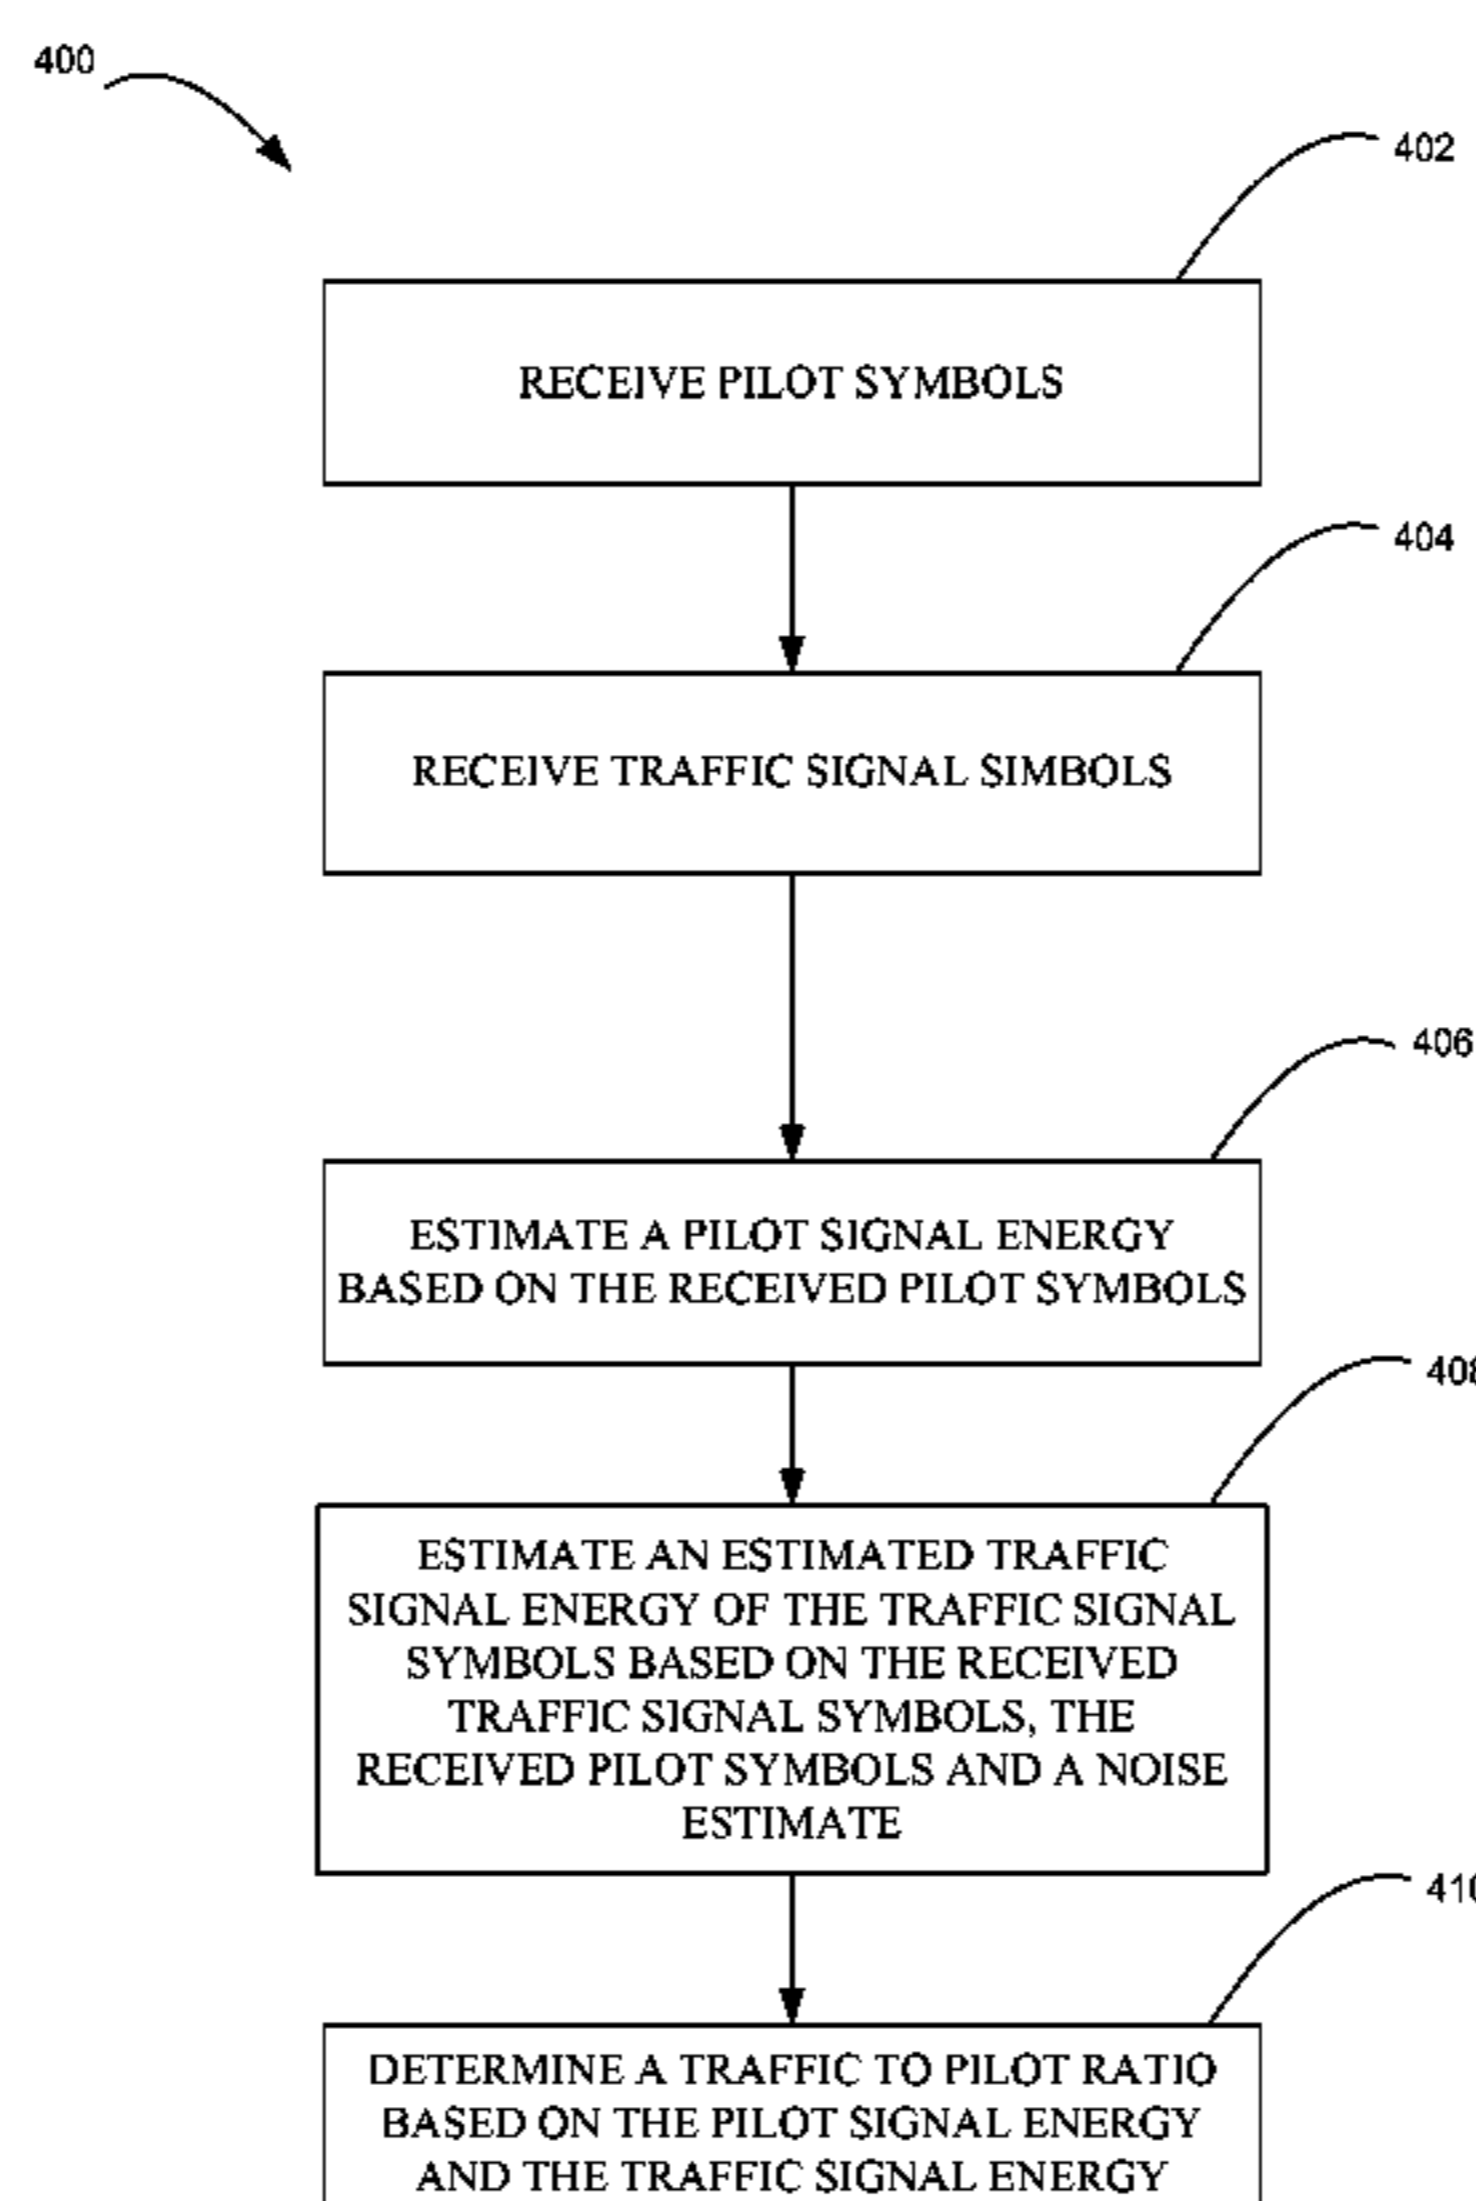 400
402
RECEIVE PILOT SYMBOLS
404
RECEIVE TRAFFIC SIGNAL SIMBOLS
406
ESTIMATE A PILOT SIGNAL ENERGY
BASED ON THE RECEIVED PILOT SYMBOLS
408
ESTIMATE AN ESTIMATED TRAFFIC
SIGNAL ENERGY OF THE TRAFFIC SIGNAL
SYMBOLS BASED ON THE RECEIVED
TRAFFIC SIGNAL SYMBOLS, THE
RECEIVED PILOT SYMBOLS AND A NOISE
ESTIMATE
410
DETERMINE A TRAFFIC TO PILOT RATIO
BASED ON THE PILOT SIGNAL ENERGY
AND THE TRAFFIC SIGNAL ENERGY